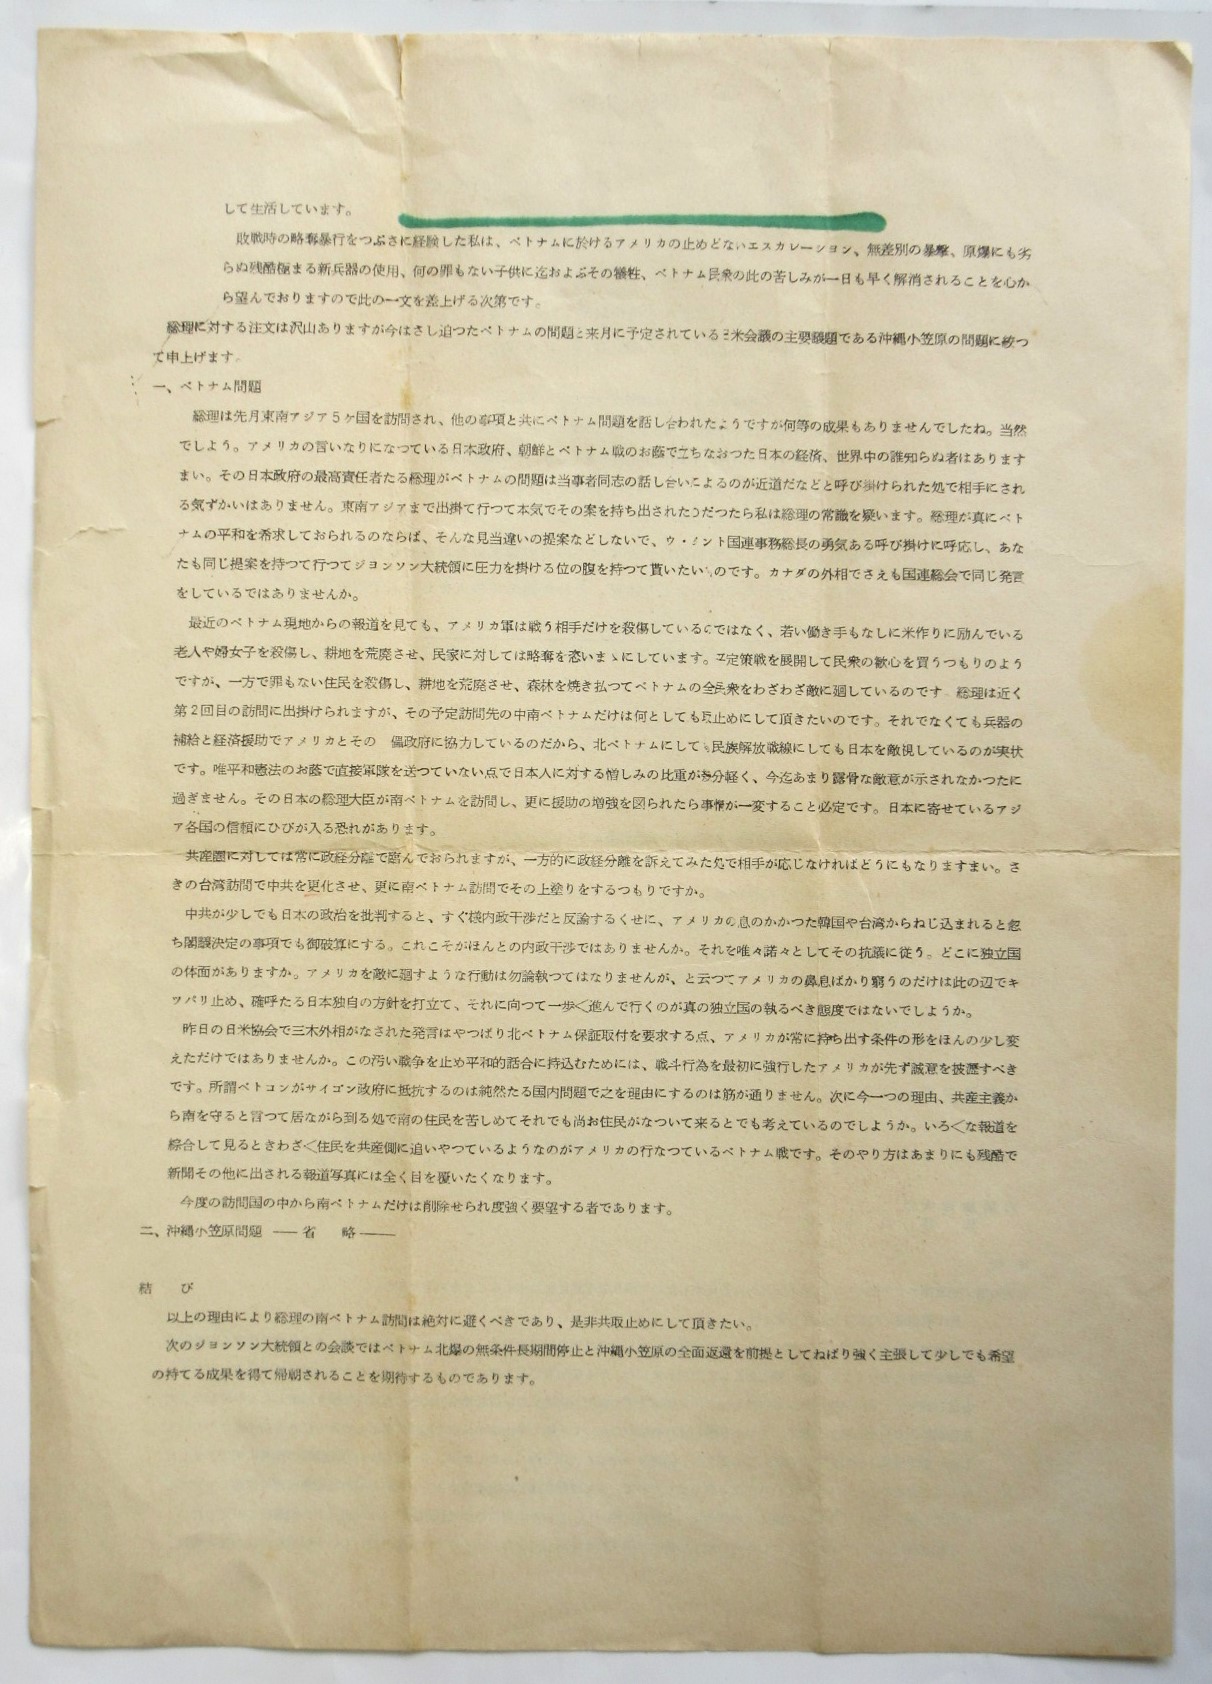 して生活しています。
敗戦時の略奪暴行をつぶさに経験した私は、ベトナムに於けるアメリカの止めどないエスカレーション、無差別の暴撃、原爆にも劣
らぬ残酷極まる新兵器の使用、何の罪もない子供に迄およぶその犠牲、ベトナム民衆の此の苦しみが一日も早く解消されることを心か
ら望んでおりますので此の一文を差上げる次第です。
総理に対する注文は沢山ありますが今はさし迫つたベトナムの問題と来月に予定されている日米会議の主要議題である沖縄小笠原の問題に絞つ
て申上げます。
一、ベトナム問題
総理は先月東南アジア5ヶ国を訪問され、他の事項と共にベトナム問題を話し合われたようですが何等の成果もありませんでしたね。当然
でしよう。アメリカの言いなりになつている日本政府、朝鮮とベトナム戦のお蔭で立ちなおつた日本の経済、世界中の誰知らぬ者はあります
まい。その日本政府の最高責任者たる総理がベトナムの問題は当事者同志の話し合いによるのが近道だなどと呼び掛けられた処で相手にされ
る気ずかいはありません。東南アジアまで出掛て行つて本気でその案を持ち出されたのだつたら私は総理の常識を疑います。総理が真にベト
ナムの平和を希求しておられるのならば、そんな見当違いの提案などしないで、ウ・タント国連事務総長の勇気ある呼び掛けに呼応し、あな
たも同じ提案を持つて行つてジヨンソン大統領に圧力を掛ける位の腹を持つて貰いたいのです。カナダの外相でさえも国連総会で同じ発言
をしているではありませんか。
最近のベトナム現地からの報道を見ても、アメリカ軍は戦う相手だけを殺傷しているのではなく、若い働き手もなしに米作りに励んでいる
老人や婦女子を殺傷し、耕地を荒廃させ、民家に対しては略奪を恣いまゝにしています。平定策戦を展開して民衆の歓心を買うつもりのよう
ですが、一方で罪もない住民を殺傷し、耕地を荒廃させ、森林を焼き払つてベトナムの全民衆をわざわざ敵に廻しているのです 総理は近く
第2回目の訪問に出掛けられますが、その予定訪問先の中南ベトナムだけは何としても取止めにして頂きたいのです。それでなくても兵器の
補給と経済援助でアメリカとその 傀政府に協力しているのだから、北ベトナムにしても民族解放戦線にしても日本を敵視しているのが実状
です。唯平和憲法のお蔭で直接軍隊を送つていない点で日本人に対する憎しみの比重が巻分軽く、今迄あまり露骨な敵意が示されなかつたに
過ぎません。その日本の総理大臣が南ベトナムを訪問し、更に援助の増強を図られたら事情が一変すること必定です。日本に寄せているアジ
ア各国の信頼にひびが入る恐れがあります。
共産圏に対しては常に政経分離で臨んでおられますが、一方的に政経分離を訴えてみた処で相手が応じなければどうにもなりますまい。さ
きの台湾訪問で中共を更化させ、更に南ベトナム訪問でその上塗りをするつもりですか。
中共が少しでも日本の政治を批判すると、すぐ様内政干渉だと反論するくせに、アメリカの息のかかつた韓国や台湾からねじ込まれると忽
ち閣議決定の事項でも御破算にする。これこそがほんとの内政干渉ではありませんか。それを唯々諾々としてその抗議に従う。どこに独立国
の体面がありますか。アメリカを敵に廻すような行動は勿論執つてはなりませんが、と云つてアメリカの鼻息ばかり窮うのだけは此の辺でキ
ツパリ止め、確呼たる日本独自の方針を打立て、それに向つて一歩く進んで行くのが真の独立国の執るべき態度ではないでしようか。
昨日の日米協会で三木外相がなされた発言はやつぱり北ベトナム保証取付を要求する点、アメリカが常に持ち出す条件の形をほんの少し変
えただけではありませんか。この汚い戦争を止め平和的話合に持込むためには、戦斗行為を最初に強行したアメリカが先ず誠意を披瀝すべき
です。所謂ベトコンがサイゴン政府に抵抗するのは純然たる国内問題で之を理由にするのは筋が通りません。次に今一つの理由、共産主義か
ら南を守ると言つて居ながら到る処で南の住民を苦しめてそれでも尚お住民がなついて来るとでも考えているのでしようか。いろくな報道を
綜合して見るときわざく住民を共産側に追いやつているようなのがアメリカの行なつているベトナム戦です。そのやり方はあまりにも残酷で
新聞その他に出される報道写真には全く目を覆いたくなります。
今度の訪問国の中から南ベトナムだけは削除せられ度強く要望する者であります。
二、沖縄小笠原問題 ――省 略――
結 び
以上の理由により総理の南ベトナム訪問は絶対に避くべきであり、是非共取止めにして頂きたい。
次のジヨンソン大統領との会談ではベトナム北爆の無条件長期間停止と沖縄小笠原の全面返還を前提としてねばり強く主張して少しでも希望
の持てる成果を得て帰朝されることを期待するものであります。